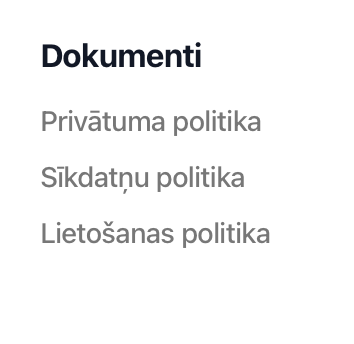 Dokumenti
Privātuma politika
Sīkdatņu politika
Lietošanas politika